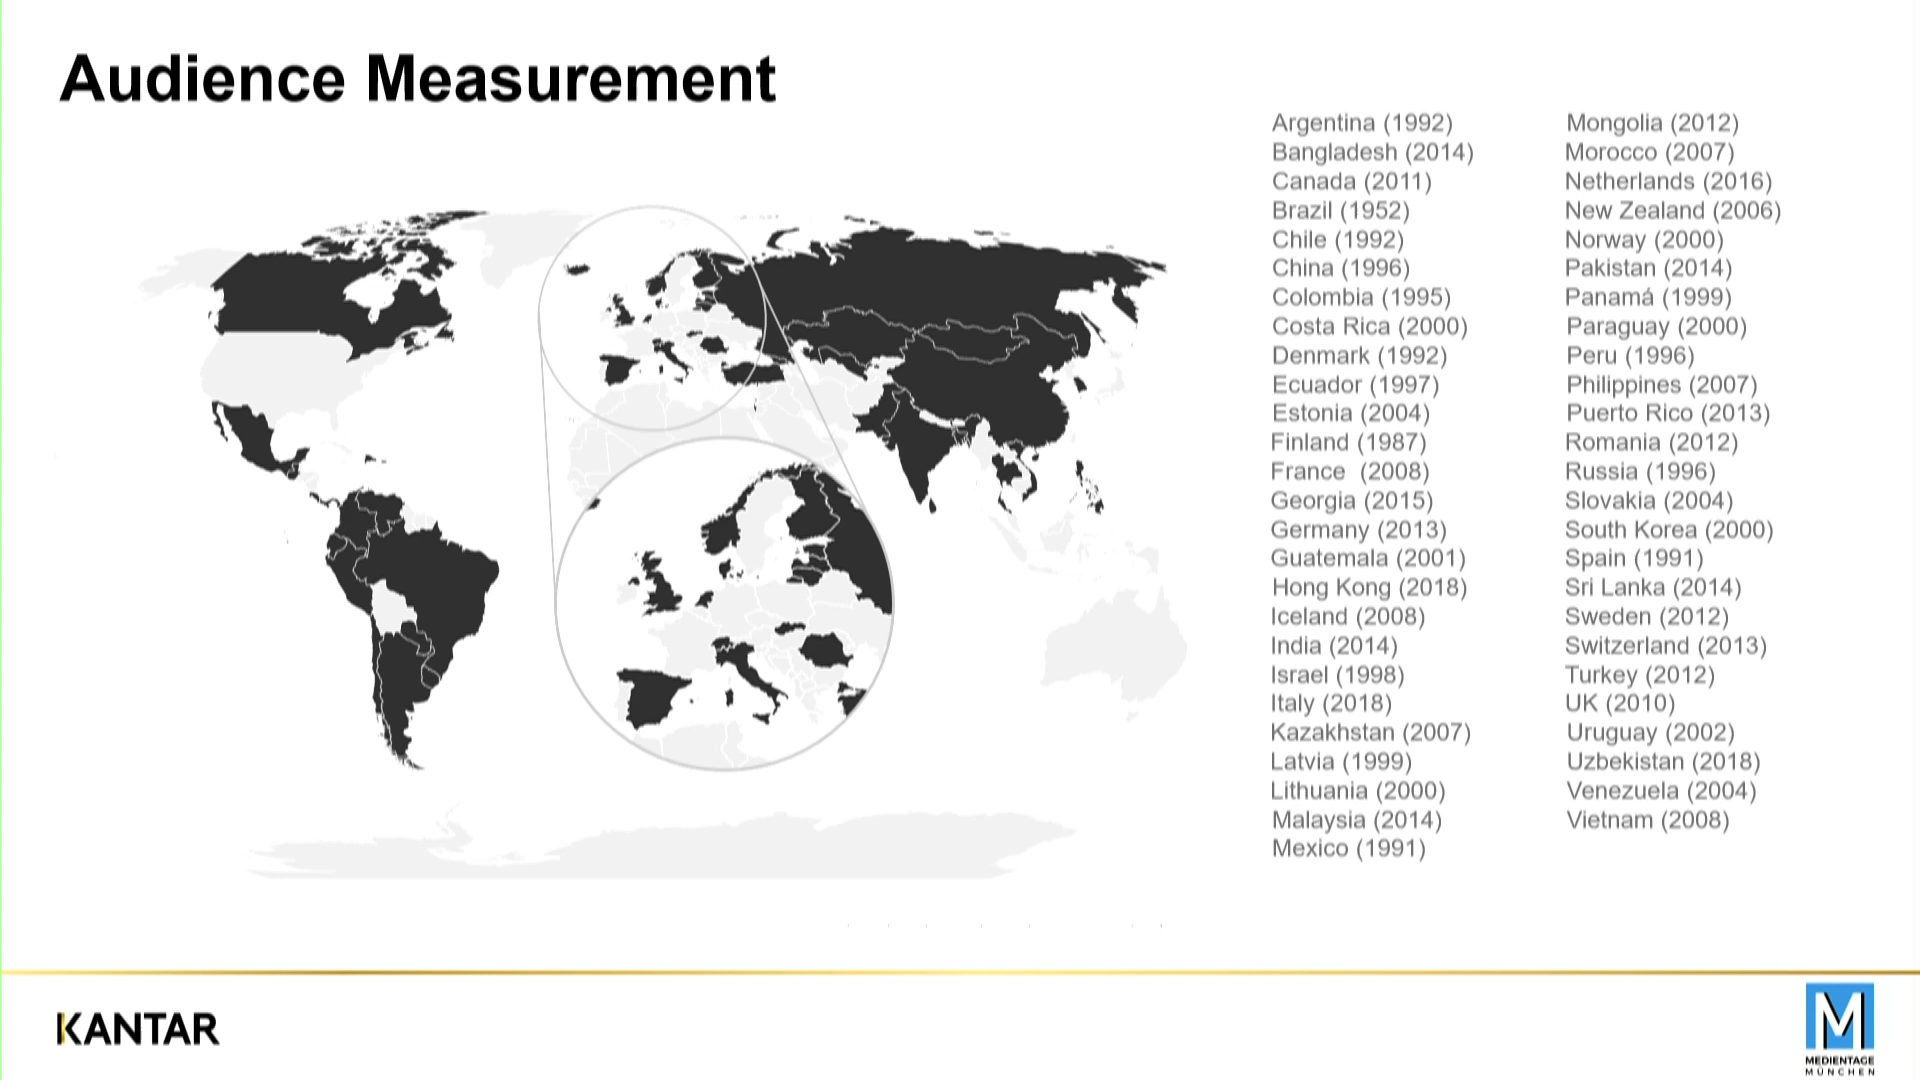 Audience Measurement
Argentina (1992)
Bangladesh (2014)
Canada (2011)
Brazil (1952)
Chile (1992)
China (1996)
Colombia (1995)
Costa Rica (2000)
Denmark (1992)
Ecuador (1997)
Estonia (2004)
Finland (1987)
France (2008)
Georgia (2015)
Germany (2013)
Guatemala (2001)
Hong Kong (2018)
Iceland (2008)
India (2014)
Israel (1998)
Italy (2018)
Kazakhstan (2007)
Latvia (1999)
Lithuania (2000)
Malaysia (2014)
Mexico (1991)
Mongolia (2012)
Morocco (2007)
Netherlands (2016)
New Zealand (2006)
Norway (2000)
Pakistan (2014)
Panamá (1999)
Paraguay (2000)
Peru (1996)
Philippines (2007)
Puerto Rico (2013)
Romania (2012)
Russia (1996)
Slovakia (2004)
South Korea (2000)
Spain (1991)
Sri Lanka (2014)
Sweden (2012)
Switzerland (2013)
Turkey (2012)
UK (2010)
Uruguay (2002)
Uzbekistan (2018)
Venezuela (2004)
Vietnam (2008)
KANTAR
M
MEDIENTAGE
MÜNCHEN